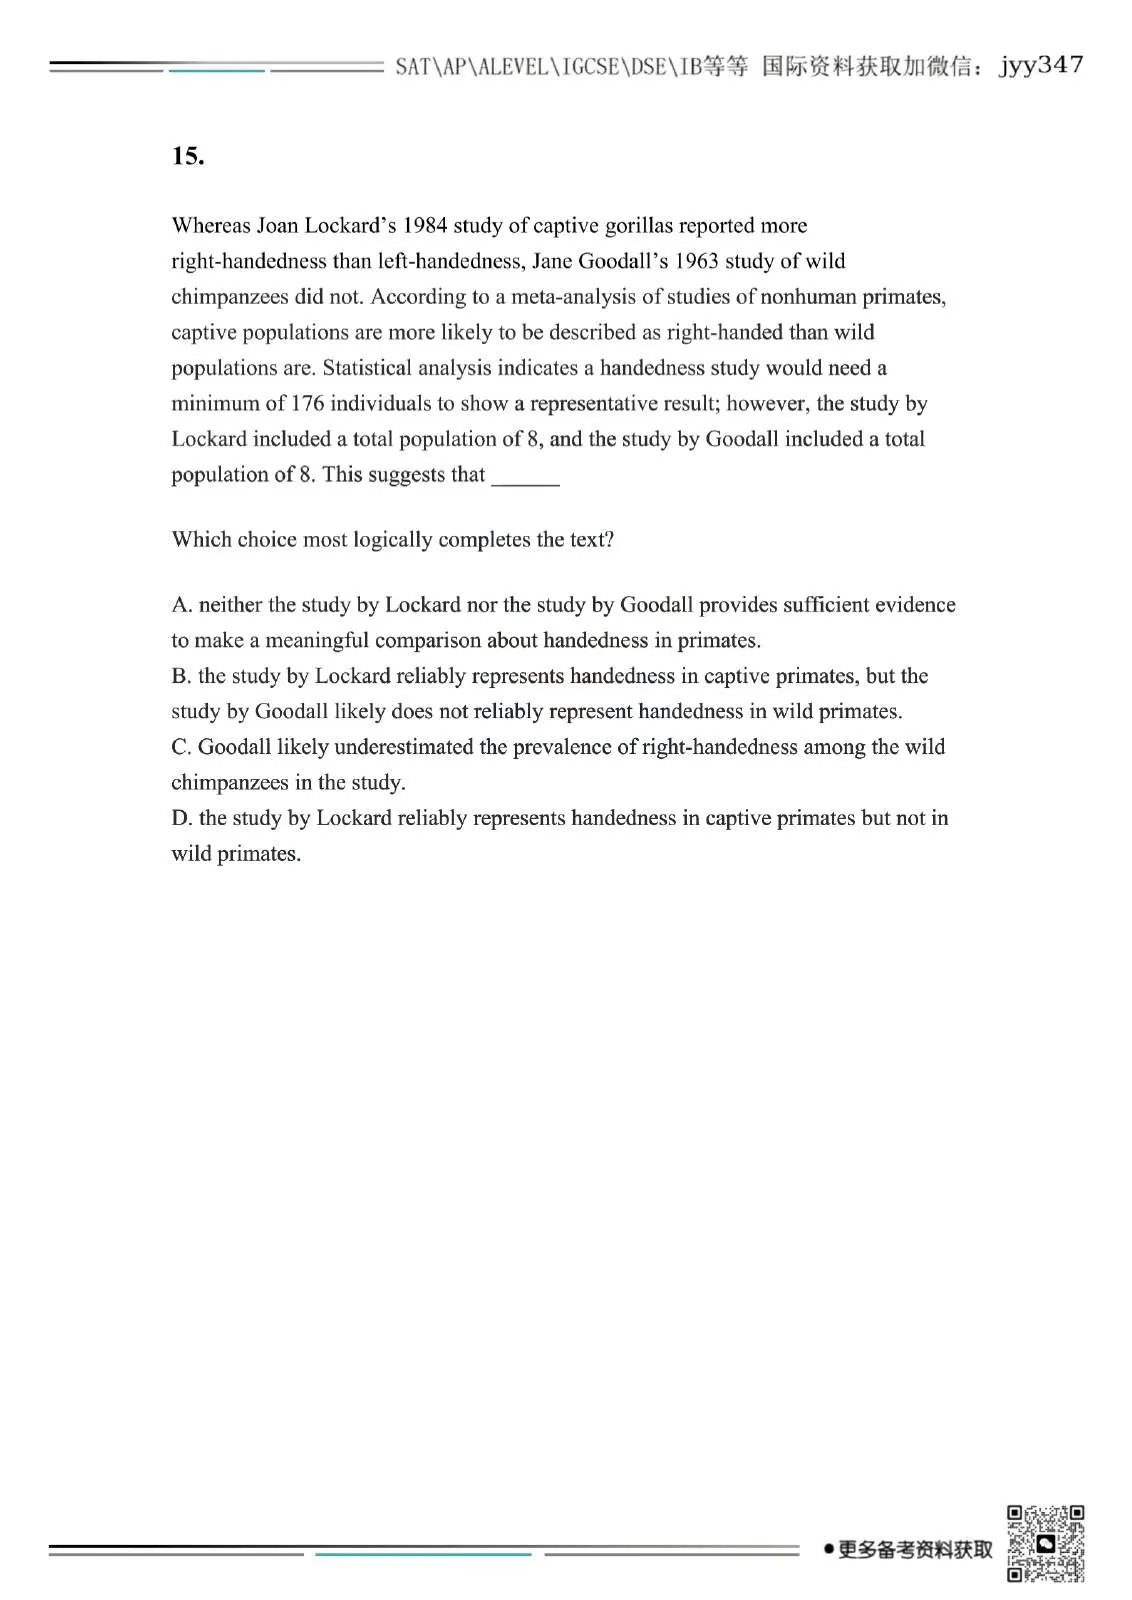 SAT\AP\ALEVEL\IGCSE\DSE\IB等等 国际资料获取加微信：jyy347
15.
Whereas Joan Lockard’s 1984 study of captive gorillas reported more
right-handedness than left-handedness, Jane Goodall’s 1963 study of wild
chimpanzees did not. According to a meta-analysis of studies of nonhuman primates,
captive populations are more likely to be described as right-handed than wild
populations are. Statistical analysis indicates a handedness study would need a
minimum of 176 individuals to show a representative result; however, the study by
Lockard included a total population of 8, and the study by Goodall included a total
population of 8. This suggests that ______
Which choice most logically completes the text?
A. neither the study by Lockard nor the study by Goodall provides sufficient evidence
to make a meaningful comparison about handedness in primates.
B. the study by Lockard reliably represents handedness in captive primates, but the
study by Goodall likely does not reliably represent handedness in wild primates.
C. Goodall likely underestimated the prevalence of right-handedness among the wild
chimpanzees in the study.
D. the study by Lockard reliably represents handedness in captive primates but not in
wild primates.
●更多备考资料获取